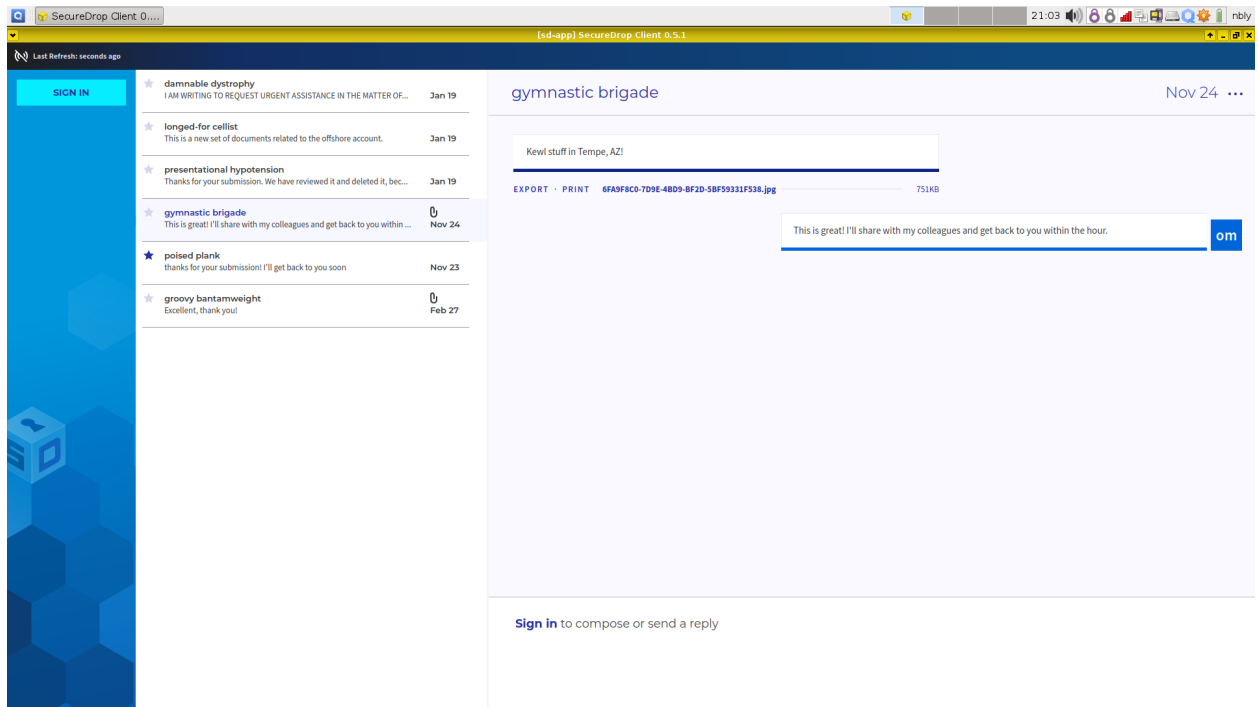 SecureDrop Client 0....
21:03
nbly
[sd-app] SecureDrop Client 0.5.1
Last Refresh: seconds ago
SIGN IN
damnable dystrophy
I AM WRITING TO REQUEST URGENT ASSISTANCE IN THE MATTER OF...
Jan 19
longed-for cellist
This is a new set of documents related to the offshore account.
Jan 19
presentational hypotension
Thanks for your submission. We have reviewed it and deleted it, bec...
Jan 19
gymnastic brigade
This is great! I'll share with my colleagues and get back to you within ...
Nov 24
poised plank
thanks for your submission! I'll get back to you soon
Nov 23
groovy bantamweight
Excellent, thank you!
Feb 27
gymnastic brigade
Nov 24 ...
Kewl stuff in Tempe, AZ!
EXPORT · PRINT 6FA9F8C0-7D9E-4BD9-BF2D-5BF59331F538.jpg 751KB
This is great! I'll share with my colleagues and get back to you within the hour.
om
Sign in to compose or send a reply
SD